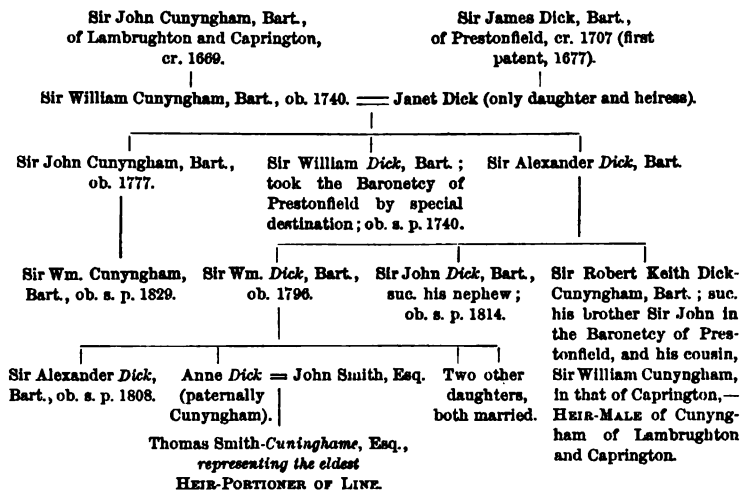 Sir John Cunyngham, Bart.,
of Lambrughton and Caprington,
cr. 1669.
Sir James Dick, Bart.,
of Prestonfield, cr. 1707 (first
patent, 1677).
Sir William Cunyngham, Bart., ob. 1740. = Janet Dick (only daughter and heiress).
Sir John Cunyngham, Bart.,
ob. 1777.
Sir William Dick, Bart.;
took the Baronetcy of
Prestonfield by special
destination; ob. s. p. 1740.
Sir Alexander Dick, Bart.
Sir Wm. Cunyngham,
Bart., ob. s. p. 1829.
Sir Wm. Dick, Bart.,
ob. 1796.
Sir John Dick, Bart.,
suc. his nephew;
ob. s. p. 1814.
Sir Robert Keith Dick-
Cunyngham, Bart.; suc.
his brother Sir John in
the Baronetcy of Pres-
tonfield, and his cousin,
Sir William Cunyngham,
in that of Caprington,—
HEIR-MALE of Cunyng-
ham of Lambrughton
and Caprington.
Sir Alexander Dick,
Bart., ob. s. p. 1808.
Anne Dick = John Smith, Esq.
(paternally
Cunyngham).
Two other
daughters,
both married.
Thomas Smith-Cuninghame, Esq.,
representing the eldest
HEIR-PORTIONER OF LINE.